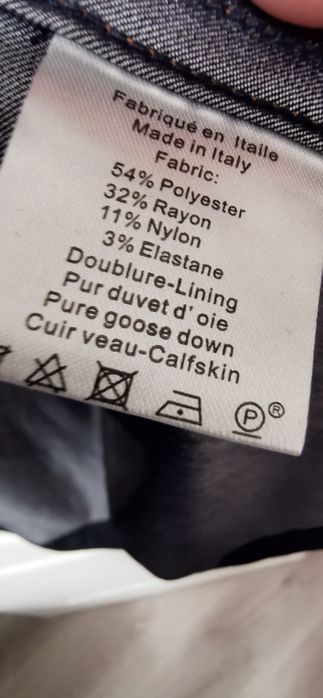 Fabriqué en Itaile
Made in Italy
Fabric:
54% Polyester
32% Rayon
11% Nylon
3% Elastane
Doublure-Lining
Pur duvet d' oie
Pure goose down
Cuir veau-Calfskin
P®